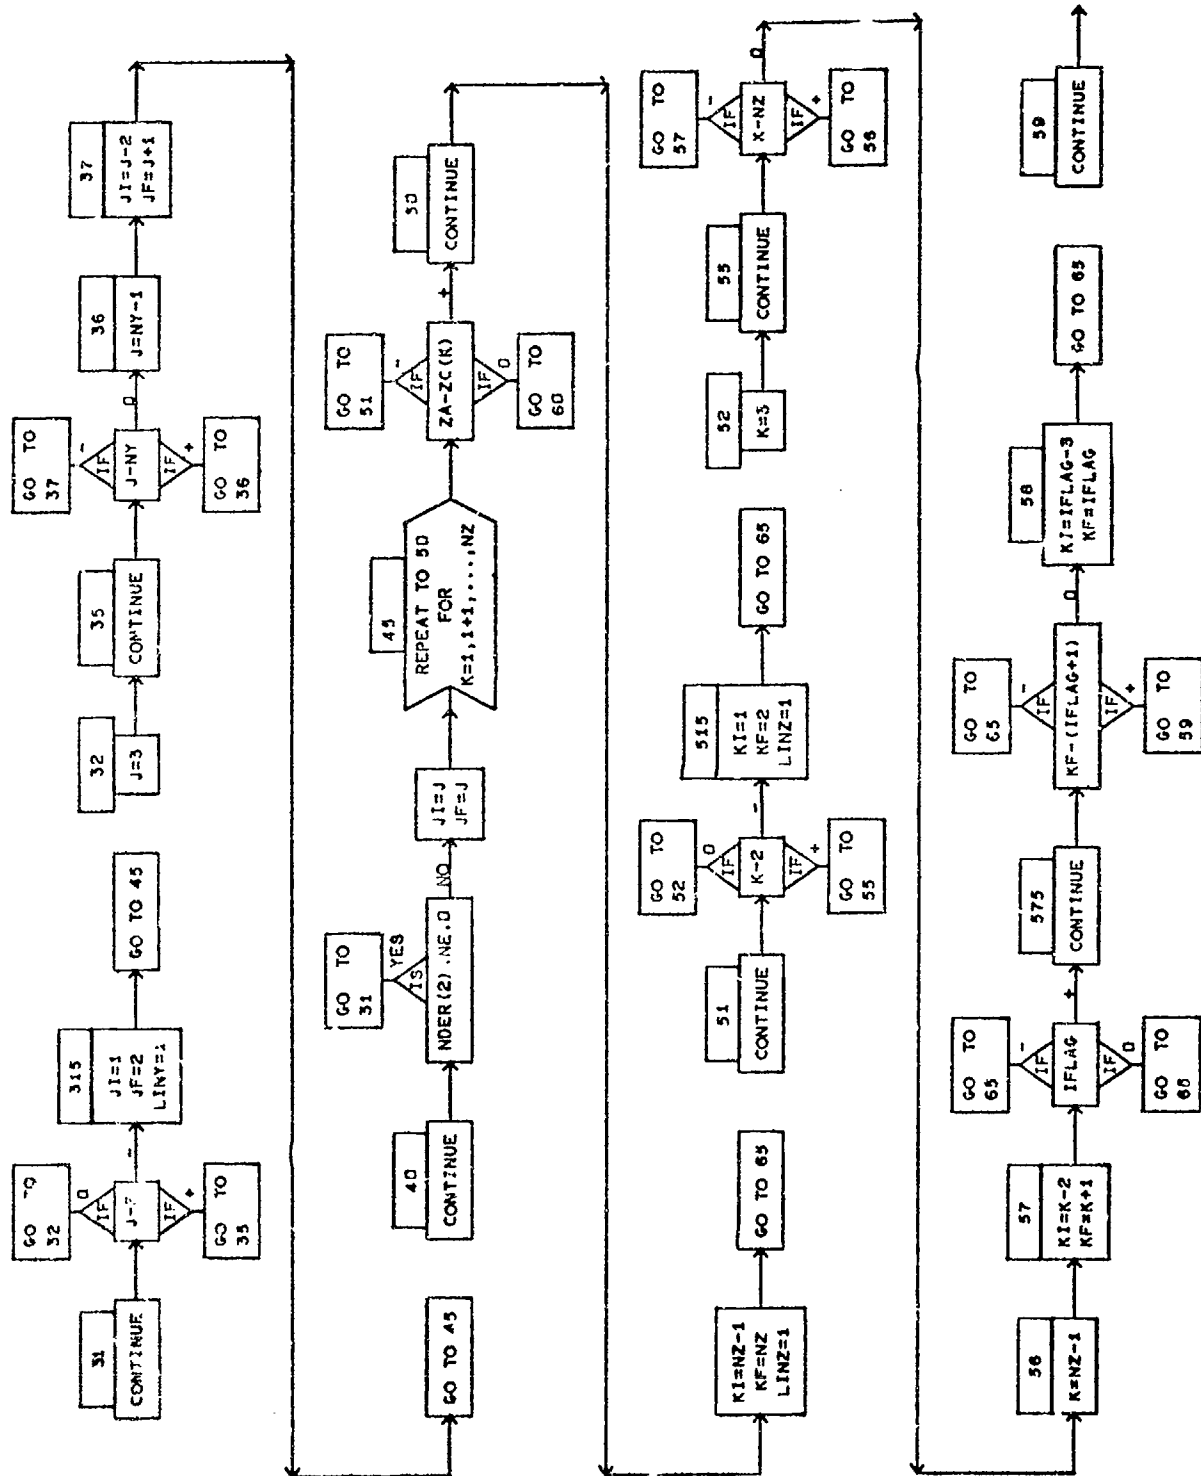 31
CONTINUE
GO TO
32
0
IF
IF
+
GO TO
35
-
315
JI=1
JF=2
GO TO 45
32
J=3
35
CONTINUE
GO TO
37
-
IF
J-NY
IF
+
GO TO
36
0
36
J=NY-1
37
JI=J-2
JF=J+1
GO TO 45
40
CONTINUE
GO TO
31
YES
IS
NDER(2).NE.0
NO
JI=J
JF=J
45
REPEAT TO 50
FOR
K=1,1+1,...,NZ
GO TO
51
-
IF
ZA-ZC(K)
IF
0
GO TO
60
+
50
CONTINUE
KI=NZ-1
KF=NZ
LINZ=1
GO TO 65
51
CONTINUE
GO TO
52
0
IF
K-2
IF
+
GO TO
55
-
515
KI=1
KF=2
LINZ=1
GO TO 65
52
K=3
55
CONTINUE
GO TO
57
-
IF
X-NZ
IF
+
GO TO
56
0
56
K=NZ-1
57
KI=K-2
KF=K+1
GO TO
65
-
IF
IFLAG
IF
0
GO TO
+
575
CONTINUE
GO TO
65
-
IF
KF-(IFLAG+1)
IF
+
GO TO
59
0
58
KI=IFLAG-3
KF=IFLAG
GO TO 65
59
CONTINUE